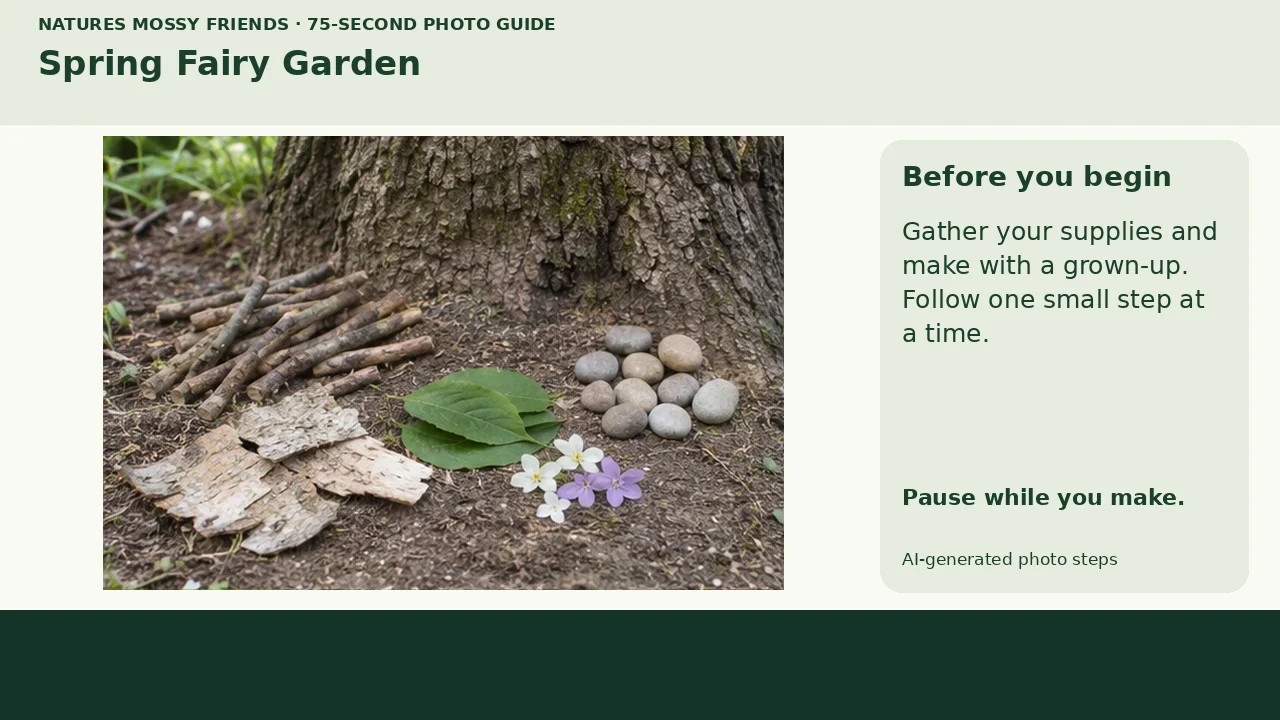 NATURES MOSSY FRIENDS · 75-SECOND PHOTO GUIDE
Spring Fairy Garden
Before you begin
Gather your supplies and
make with a grown-up.
Follow one small step at
a time.
Pause while you make.
AI-generated photo steps